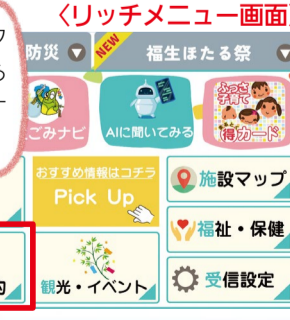 〈リッチメニュー画面
防災
NEW
福生ほたる祭
ごみナビ
AIに聞いてみる
ふっさ
子育て
得カード
おすすめ情報はコチラ
Pick Up
施設マップ
福祉・保健
観光・イベント
受信設定
約